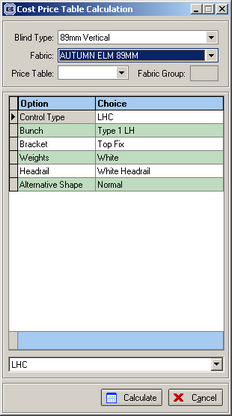 Cost Price Table Calculation
Blind Type: 89mm Vertical
Fabric: AUTUMN ELM 89MM
Price Table: Fabric Group:
Option Choice
Control Type LHC
Bunch Type 1 LH
Bracket Top Fix
Weights White
Headrail White Headrail
Alternative Shape Normal
LHC
Calculate Cancel